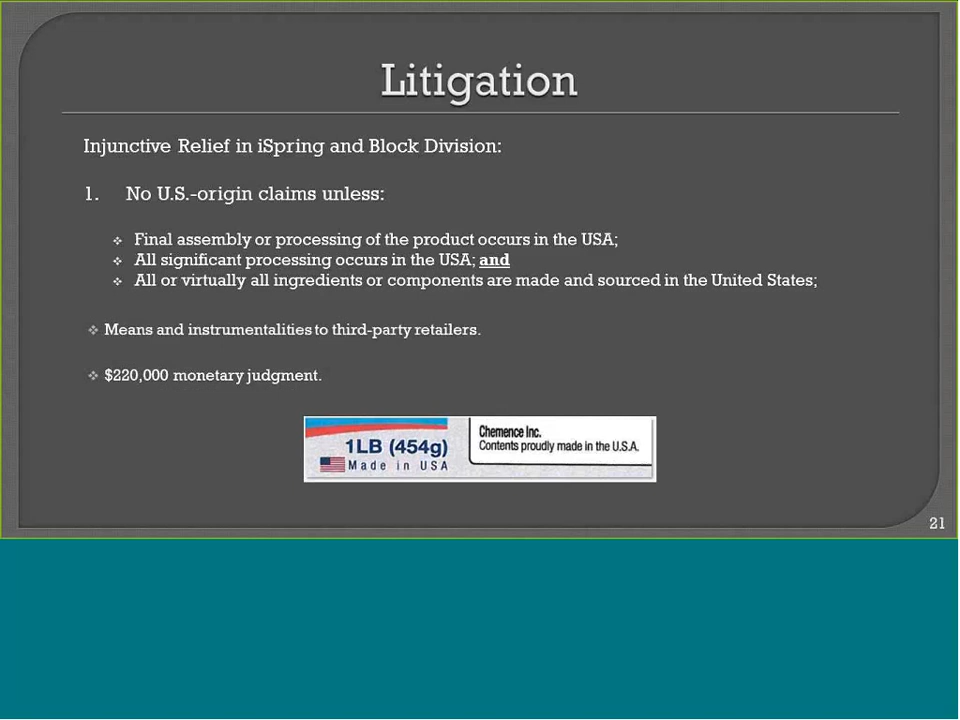 Litigation
Injunctive Relief in iSpring and Block Division:
1. No U.S.-origin claims unless:
❖ Final assembly or processing of the product occurs in the USA;
❖ All significant processing occurs in the USA; and
❖ All or virtually all ingredients or components are made and sourced in the United States;
❖ Means and instrumentalities to third-party retailers.
❖ $220,000 monetary judgment.
1LB (454g)
Made in USA
Chemence Inc.
Contents proudly made in the U.S.A.
21